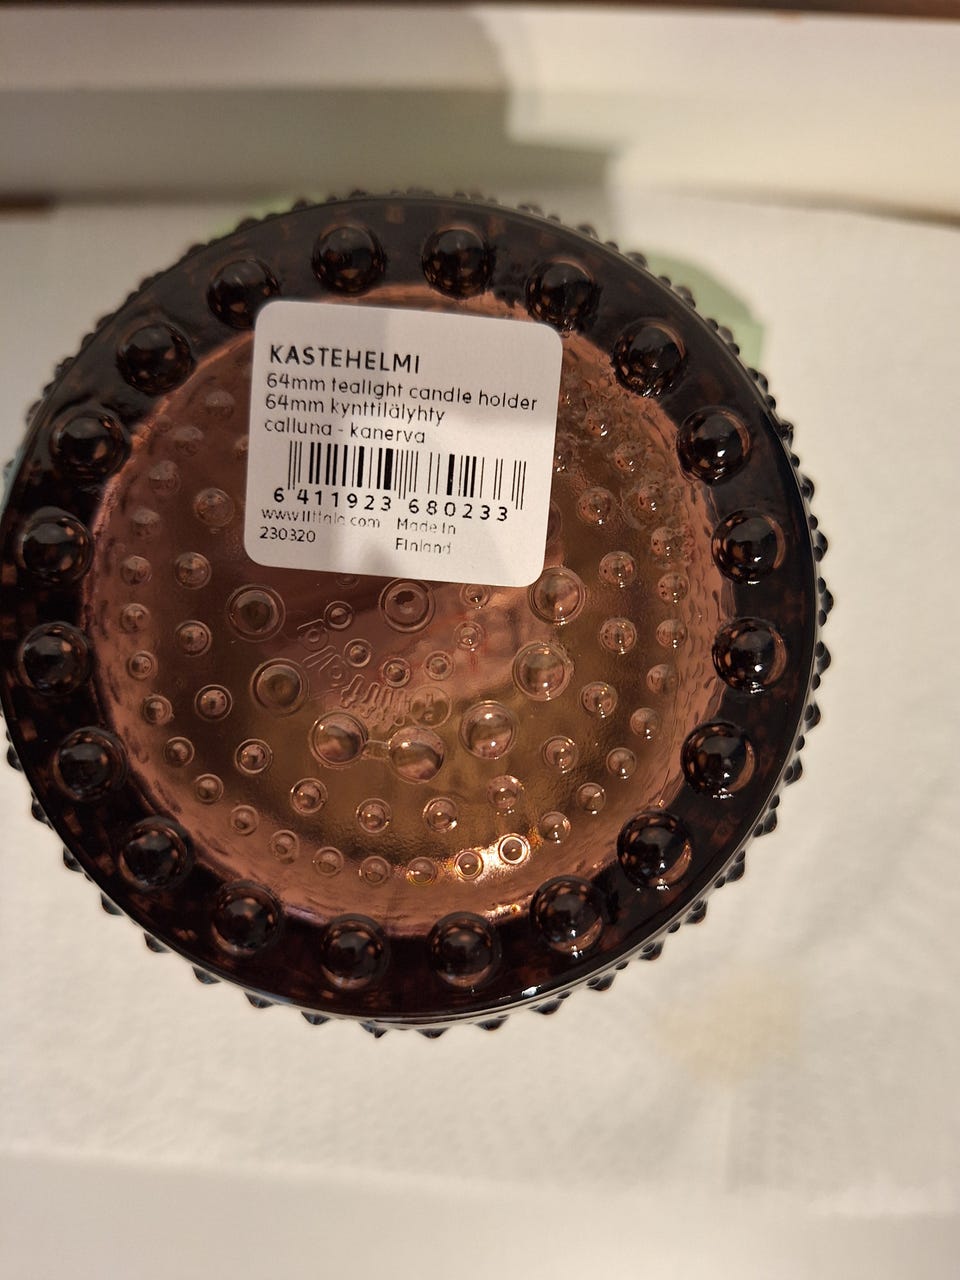 KASTEHELMI
64mm tealight candle holder
64mm kynttilälyhty
calluna - kanerva
6 411923 680233
www.iittala.com Made in
230320 Finland
iittala